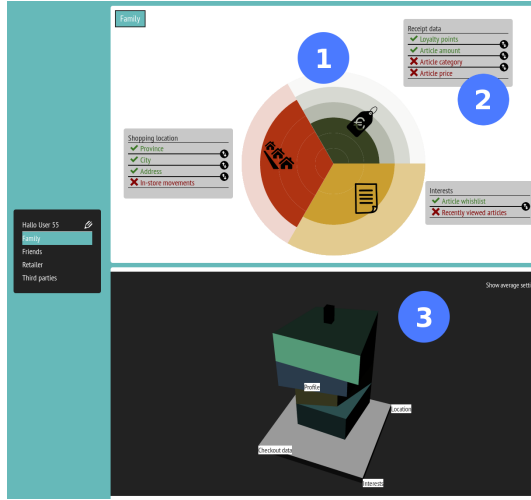 Family
1
Receipt data
Loyalty points
Article amount
Article category
Article price
2
Shopping location
Province
City
Address
In-store movements
Interests
Article whishlist
Recently viewed articles
Hallo User 55
Family
Friends
Retailer
Third parties
Show average setti
3
Profile
Location
Checkout data
Interests